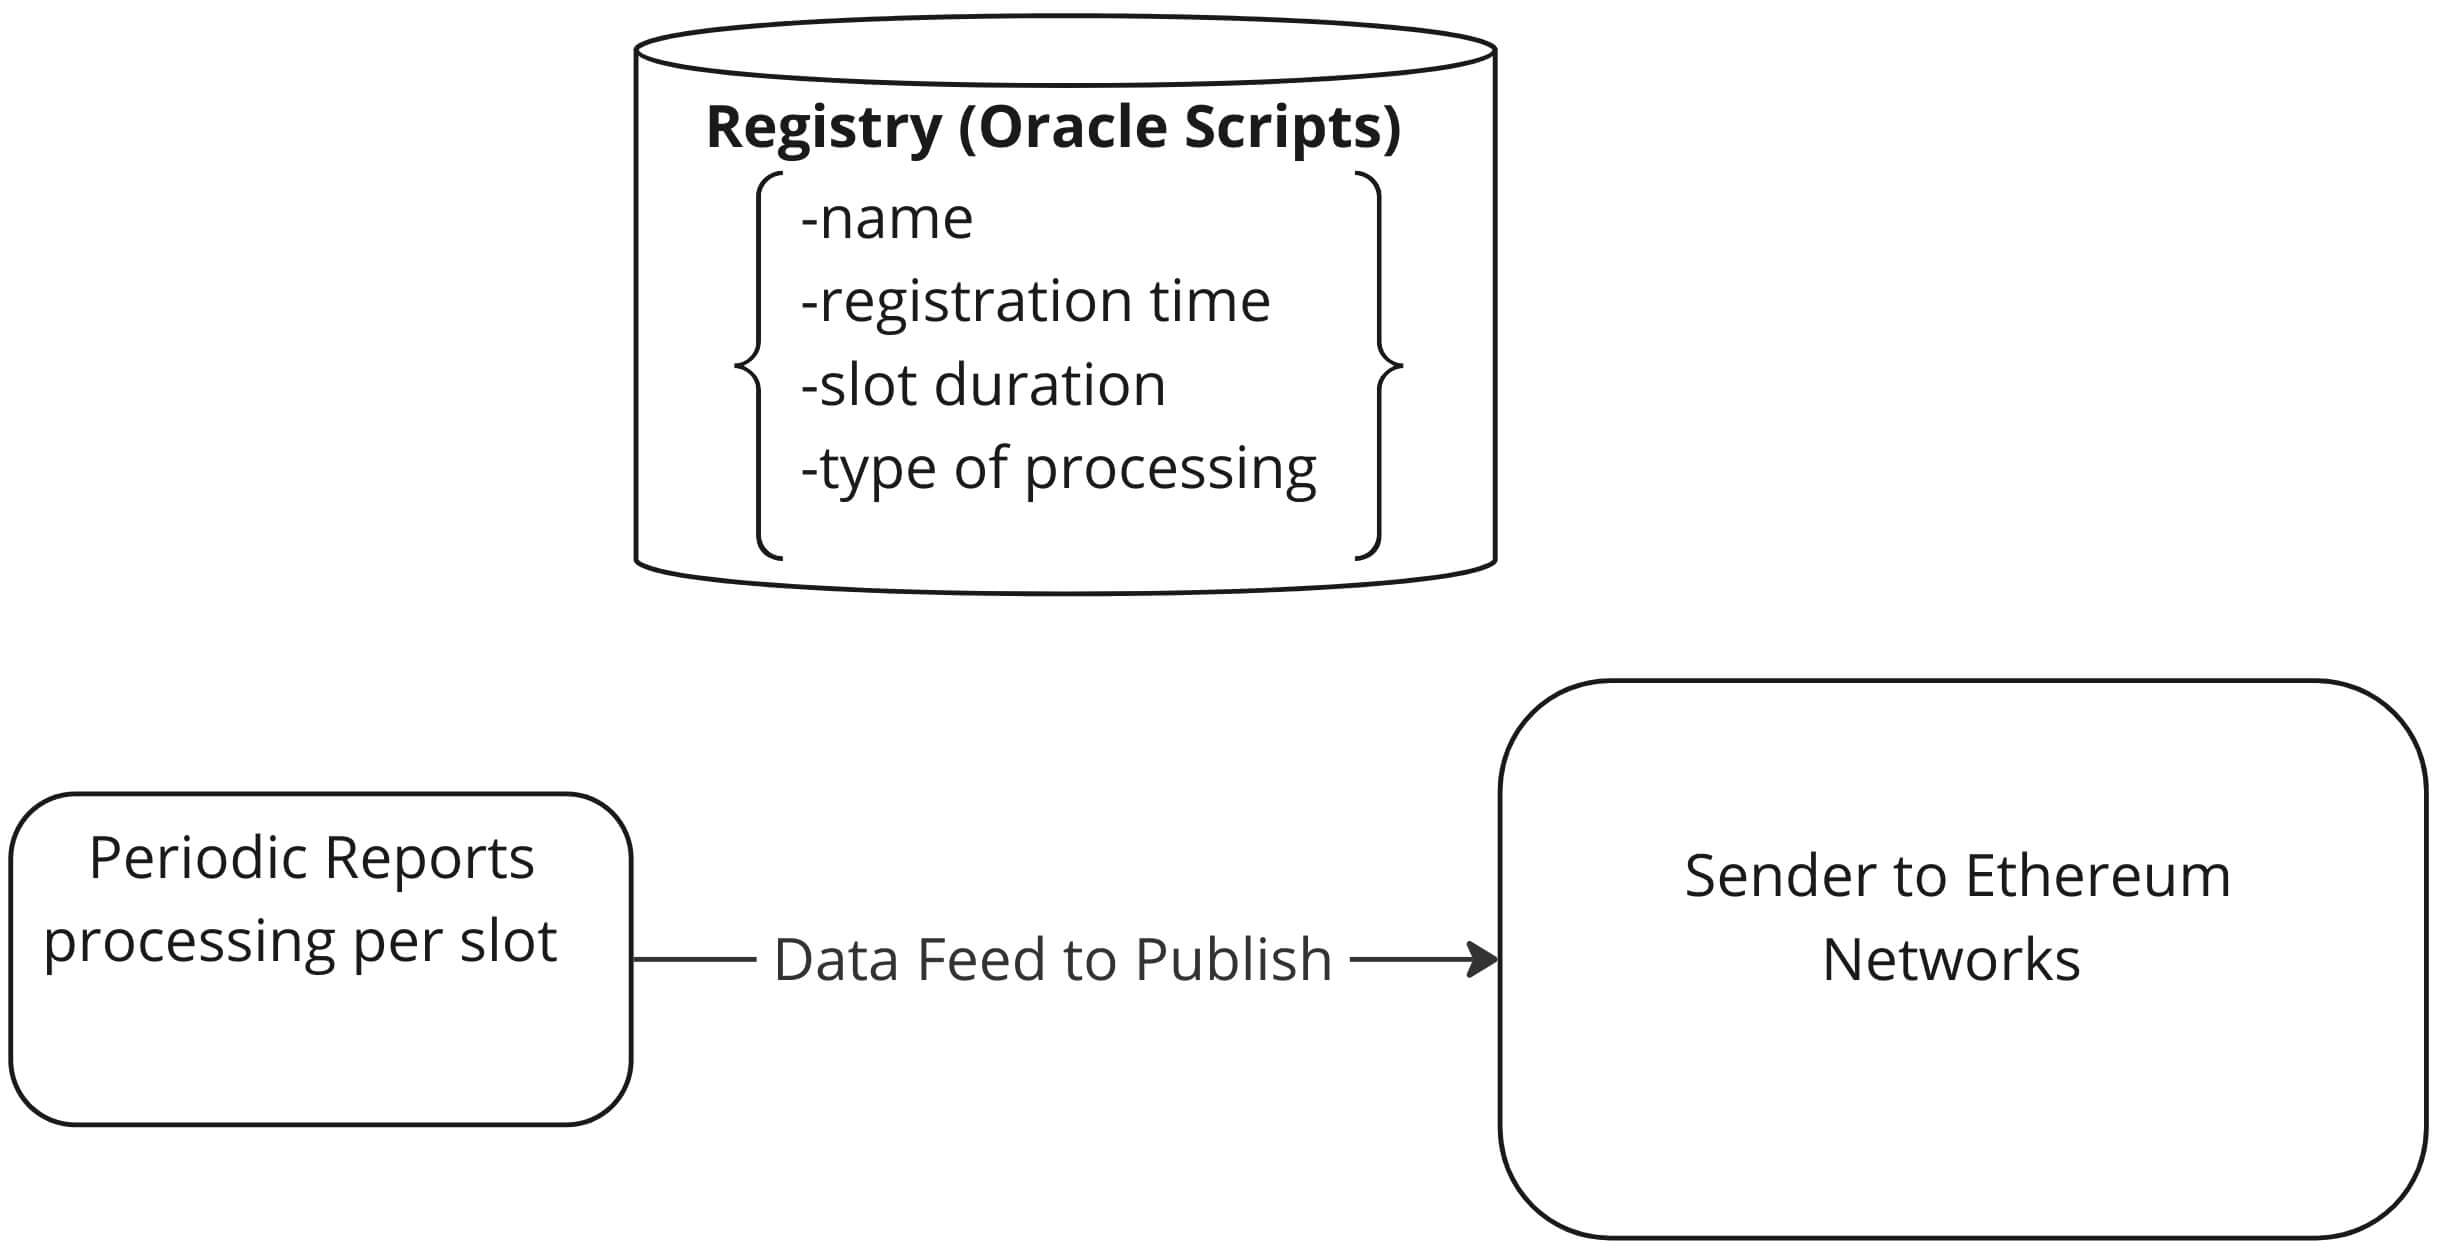 Registry (Oracle Scripts)
-name
-registration time
-slot duration
-type of processing
Periodic Reports
processing per slot
Data Feed to Publish
Sender to Ethereum
Networks